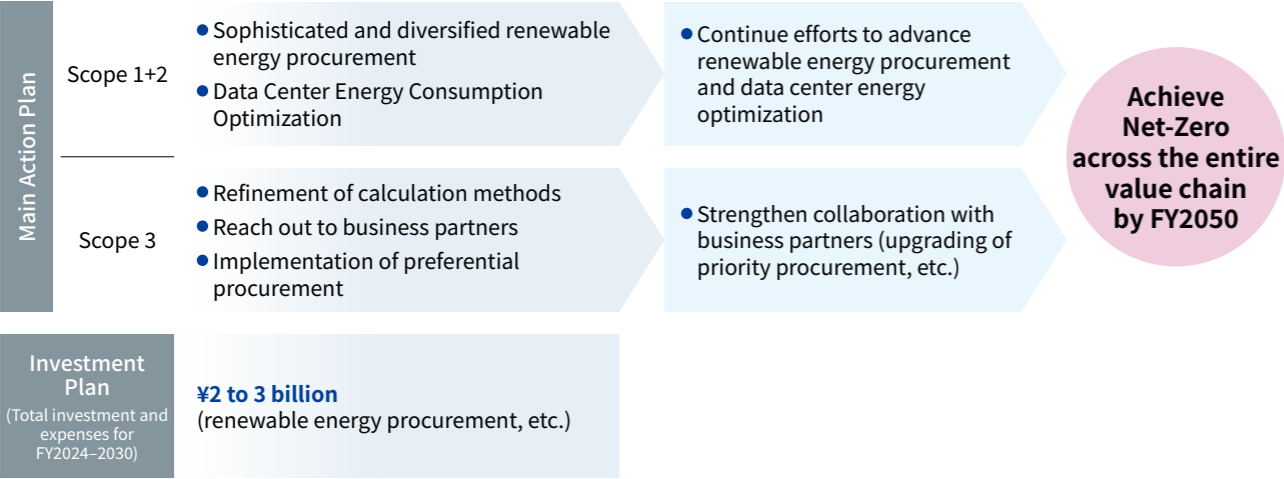 Main Action Plan
Scope 1+2
● Sophisticated and diversified renewable
energy procurement
● Data Center Energy Consumption
Optimization
● Continue efforts to advance
renewable energy procurement
and data center energy
optimization
Scope 3
● Refinement of calculation methods
● Reach out to business partners
● Implementation of preferential
procurement
● Strengthen collaboration with
business partners (upgrading of
priority procurement, etc.)
Achieve
Net-Zero
across the entire
value chain
by FY2050
Investment
Plan
(Total investment and
expenses for
FY2024–2030)
¥2 to 3 billion
(renewable energy procurement, etc.)